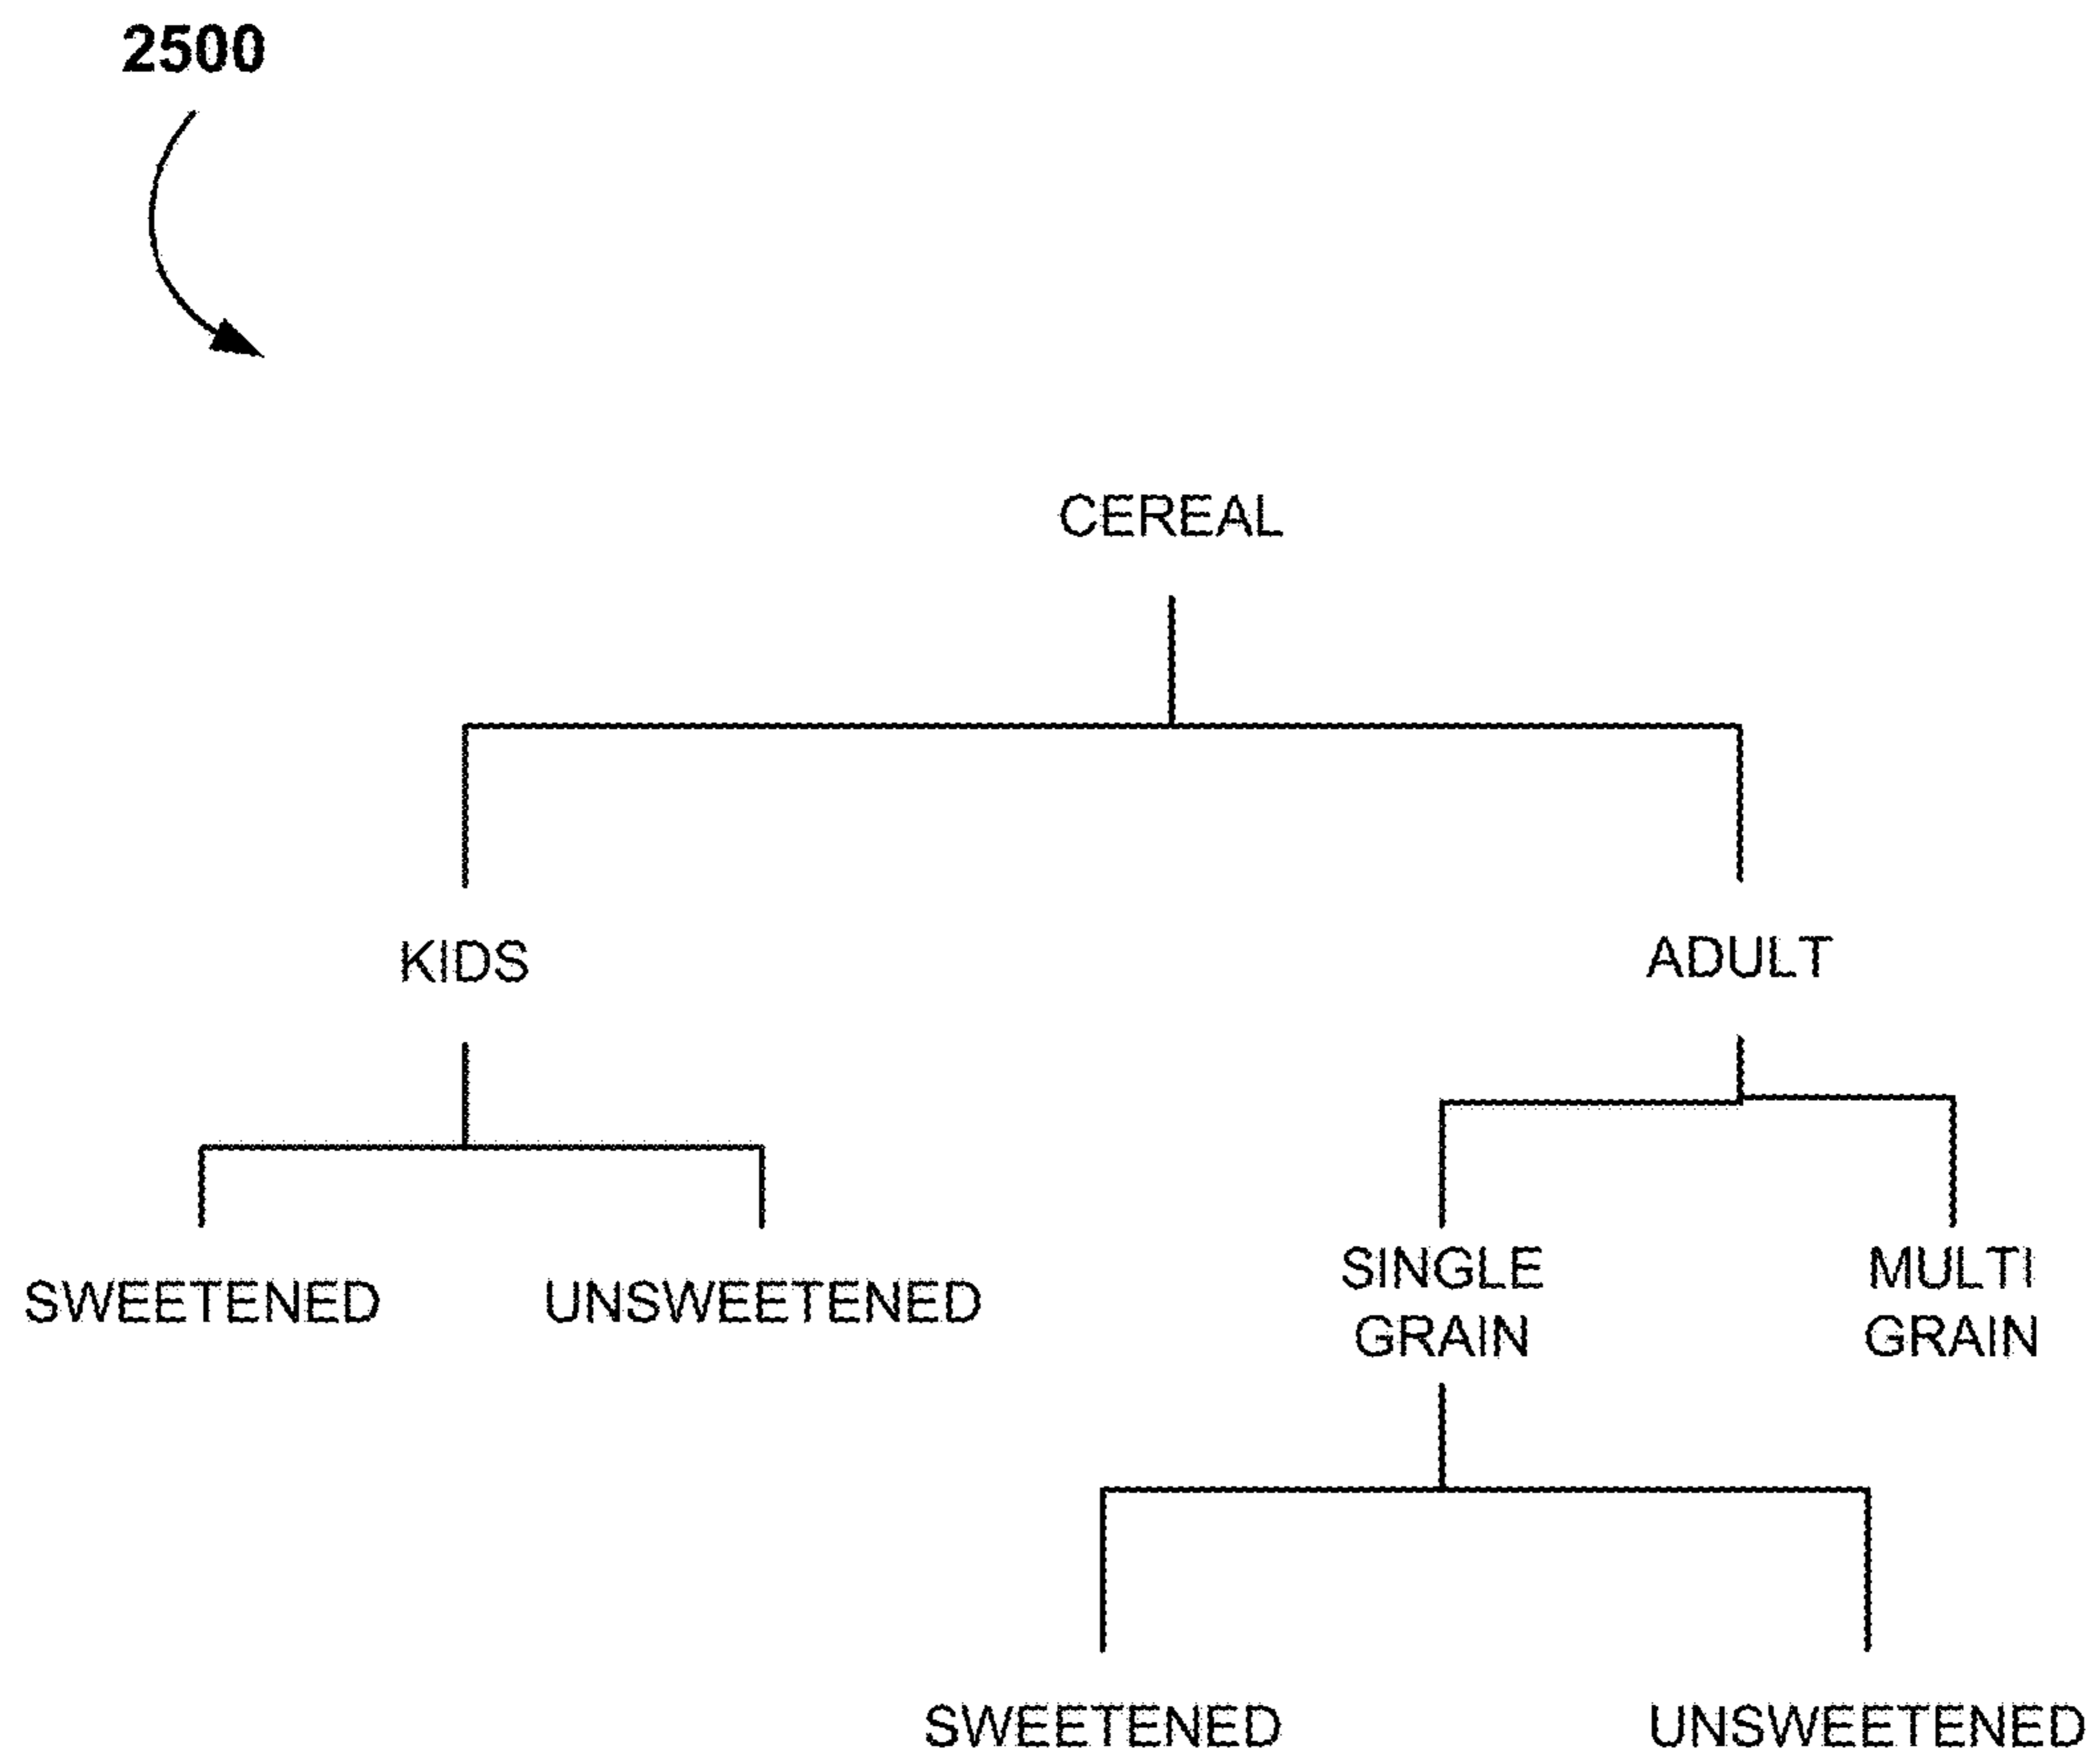 2500
CEREAL
KIDS
ADULT
SWEETENED
UNSWEETENED
SINGLE
GRAIN
MULTI
GRAIN
SWEETENED
UNSWEETENED